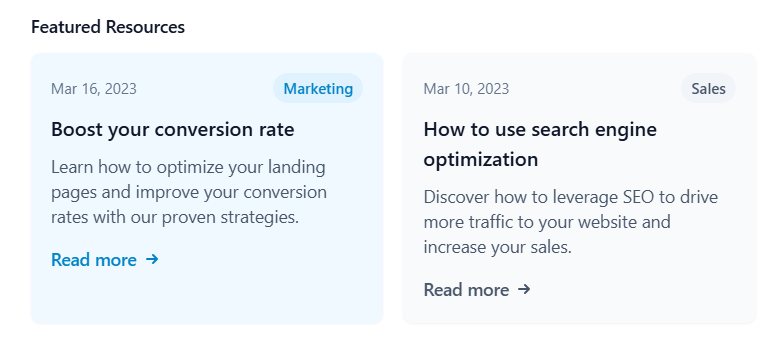 Featured Resources
Mar 16, 2023
Marketing
Boost your conversion rate
Learn how to optimize your landing
pages and improve your conversion
rates with our proven strategies.
Read more →
Mar 10, 2023
Sales
How to use search engine
optimization
Discover how to leverage SEO to drive
more traffic to your website and
increase your sales.
Read more →